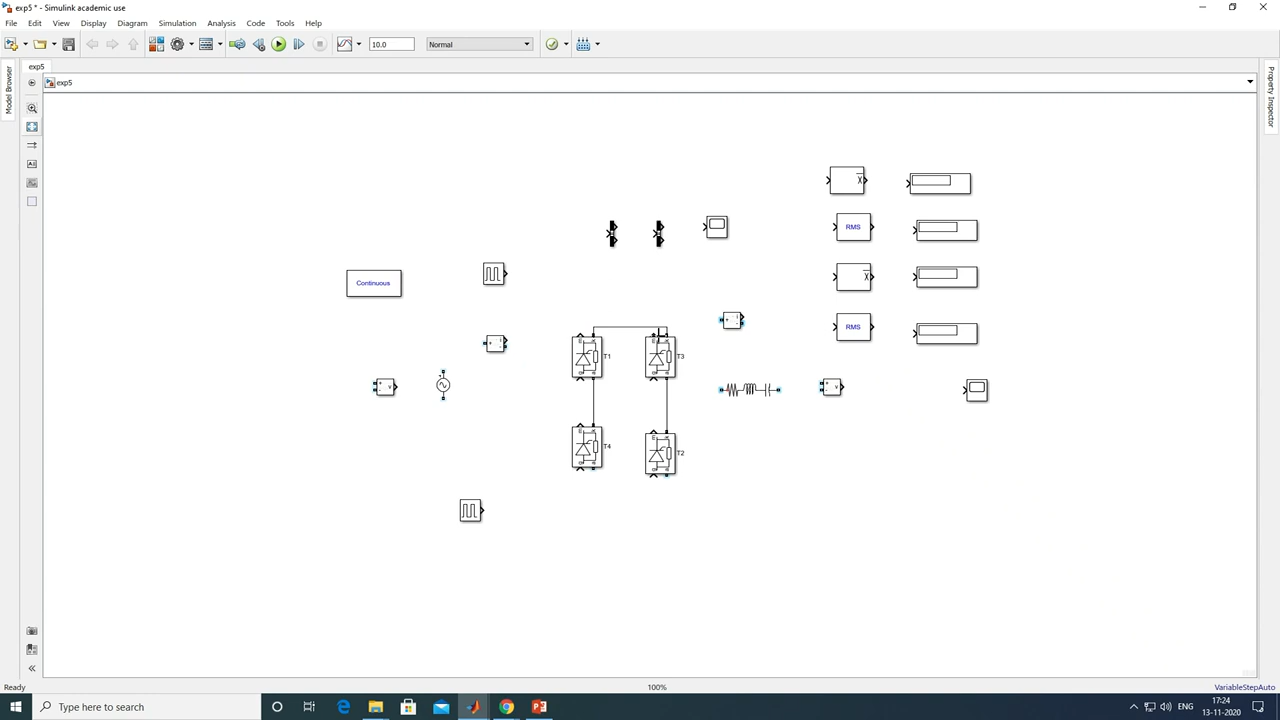 exp5 * - Simulink academic use
File Edit View Display Diagram Simulation Analysis Code Tools Help
10.0 Normal
exp5
exp5
Model Browser
Property Inspector
RMS
Continuous
T1
T3
RMS
T4
T2
Ready 100% VariableStepAuto
Type here to search
ENG
17:24
13-11-2020